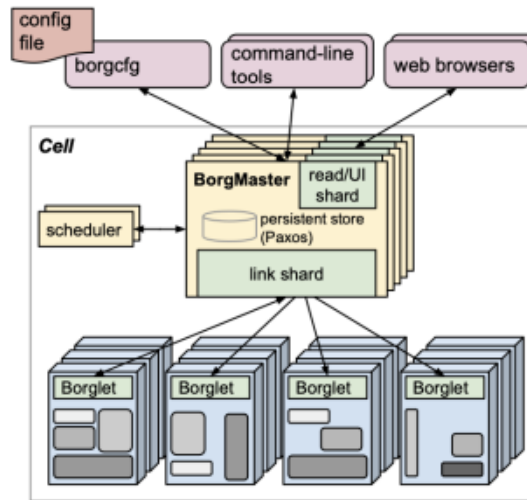 config
file
borgcfg
command-line
tools
web browsers
Cell
BorgMaster
read/UI
shard
persistent store
(Paxos)
scheduler
link shard
Borglet
Borglet
Borglet
Borglet